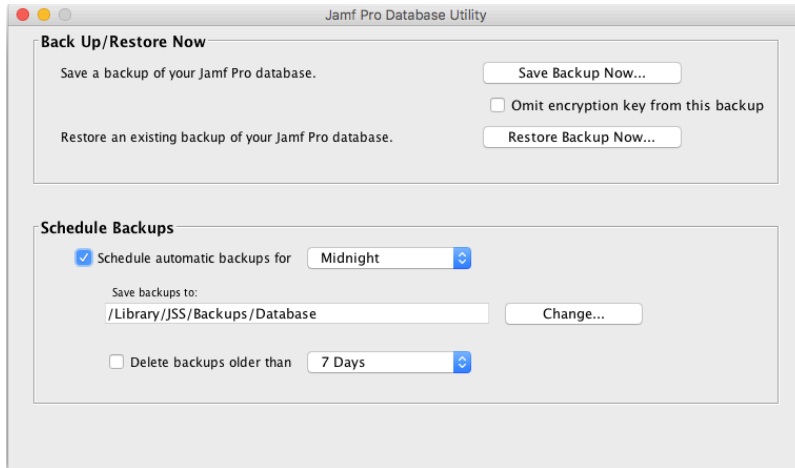 Jamf Pro Database Utility
Back Up/Restore Now
Save a backup of your Jamf Pro database.
Save Backup Now...
Omit encryption key from this backup
Restore an existing backup of your Jamf Pro database.
Restore Backup Now...
Schedule Backups
Schedule automatic backups for
Midnight
Save backups to:
/Library/JSS/Backups/Database
Change...
Delete backups older than
7 Days